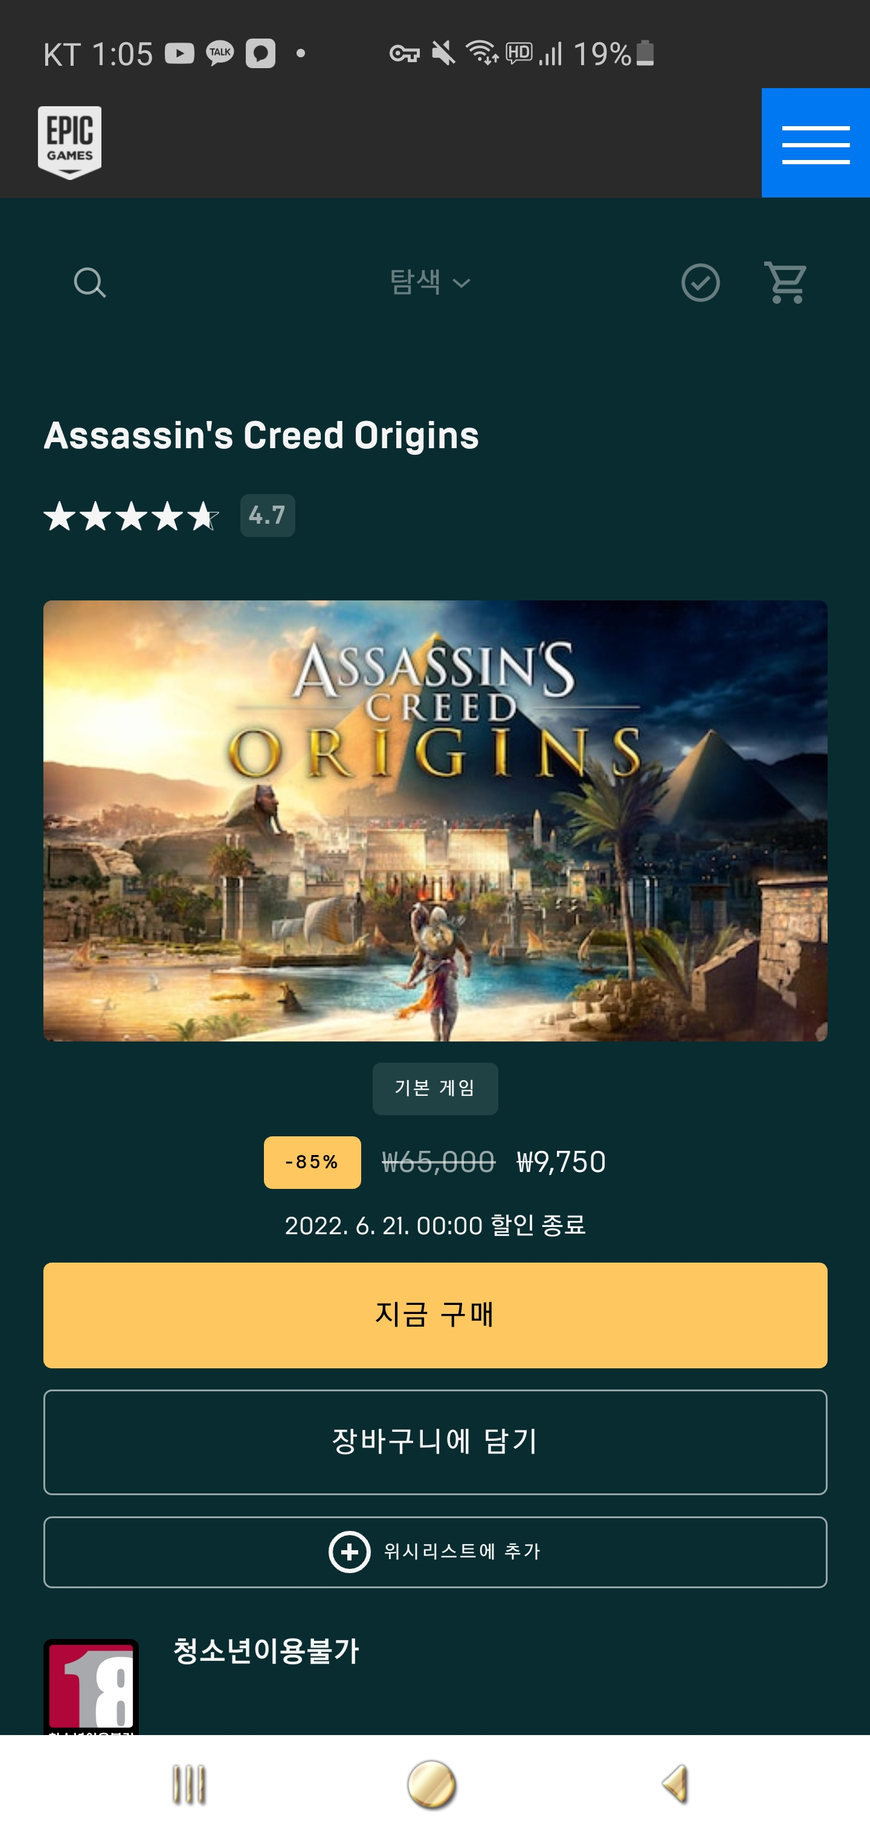 KT 1:05 TALK HD 19%
EPIC
GAMES
탐색
Assassin's Creed Origins
4.7
ASSASSIN'S
CREED
ORIGINS
기본 게임
-85% ₩65,000 ₩9,750
2022. 6. 21. 00:00 할인 종료
지금 구매
장바구니에 담기
위시리스트에 추가
청소년이용불가
18